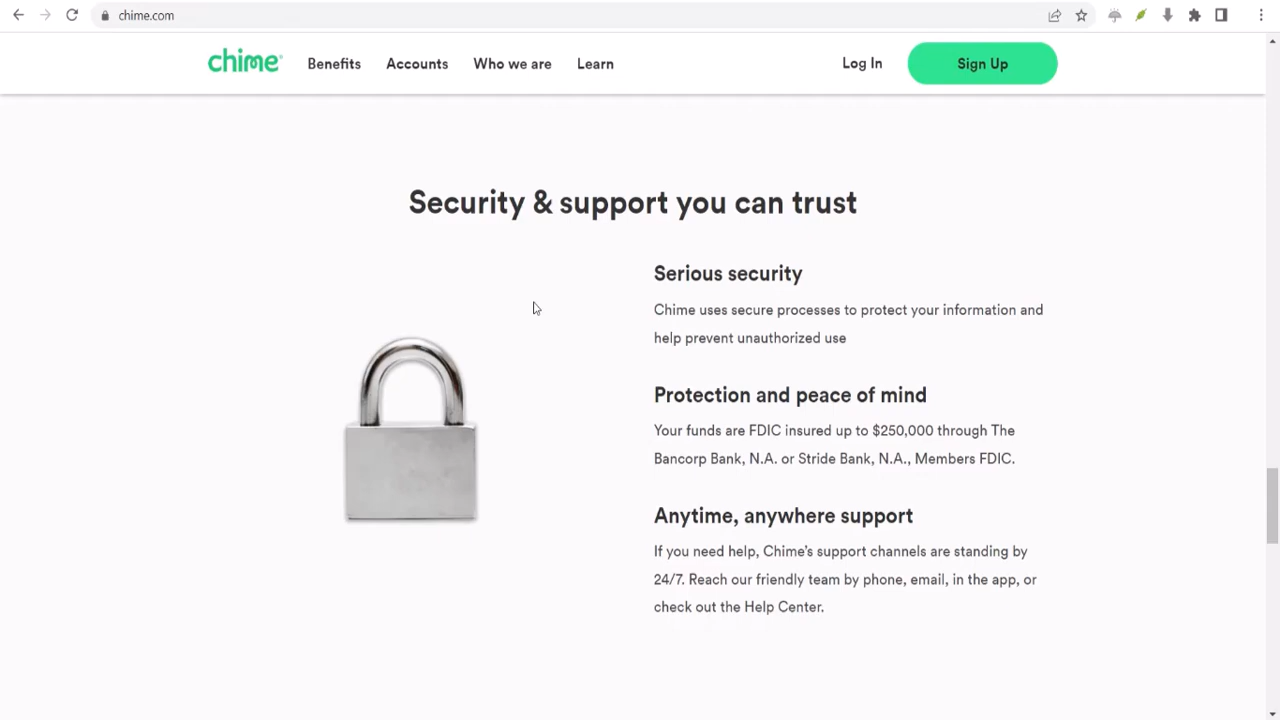 chime.com
chime
Benefits
Accounts
Who we are
Learn
Log In
Sign Up
Security & support you can trust
Serious security
Chime uses secure processes to protect your information and
help prevent unauthorized use
Protection and peace of mind
Your funds are FDIC insured up to $250,000 through The
Bancorp Bank, N.A. or Stride Bank, N.A., Members FDIC.
Anytime, anywhere support
If you need help, Chime’s support channels are standing by
24/7. Reach our friendly team by phone, email, in the app, or
check out the Help Center.